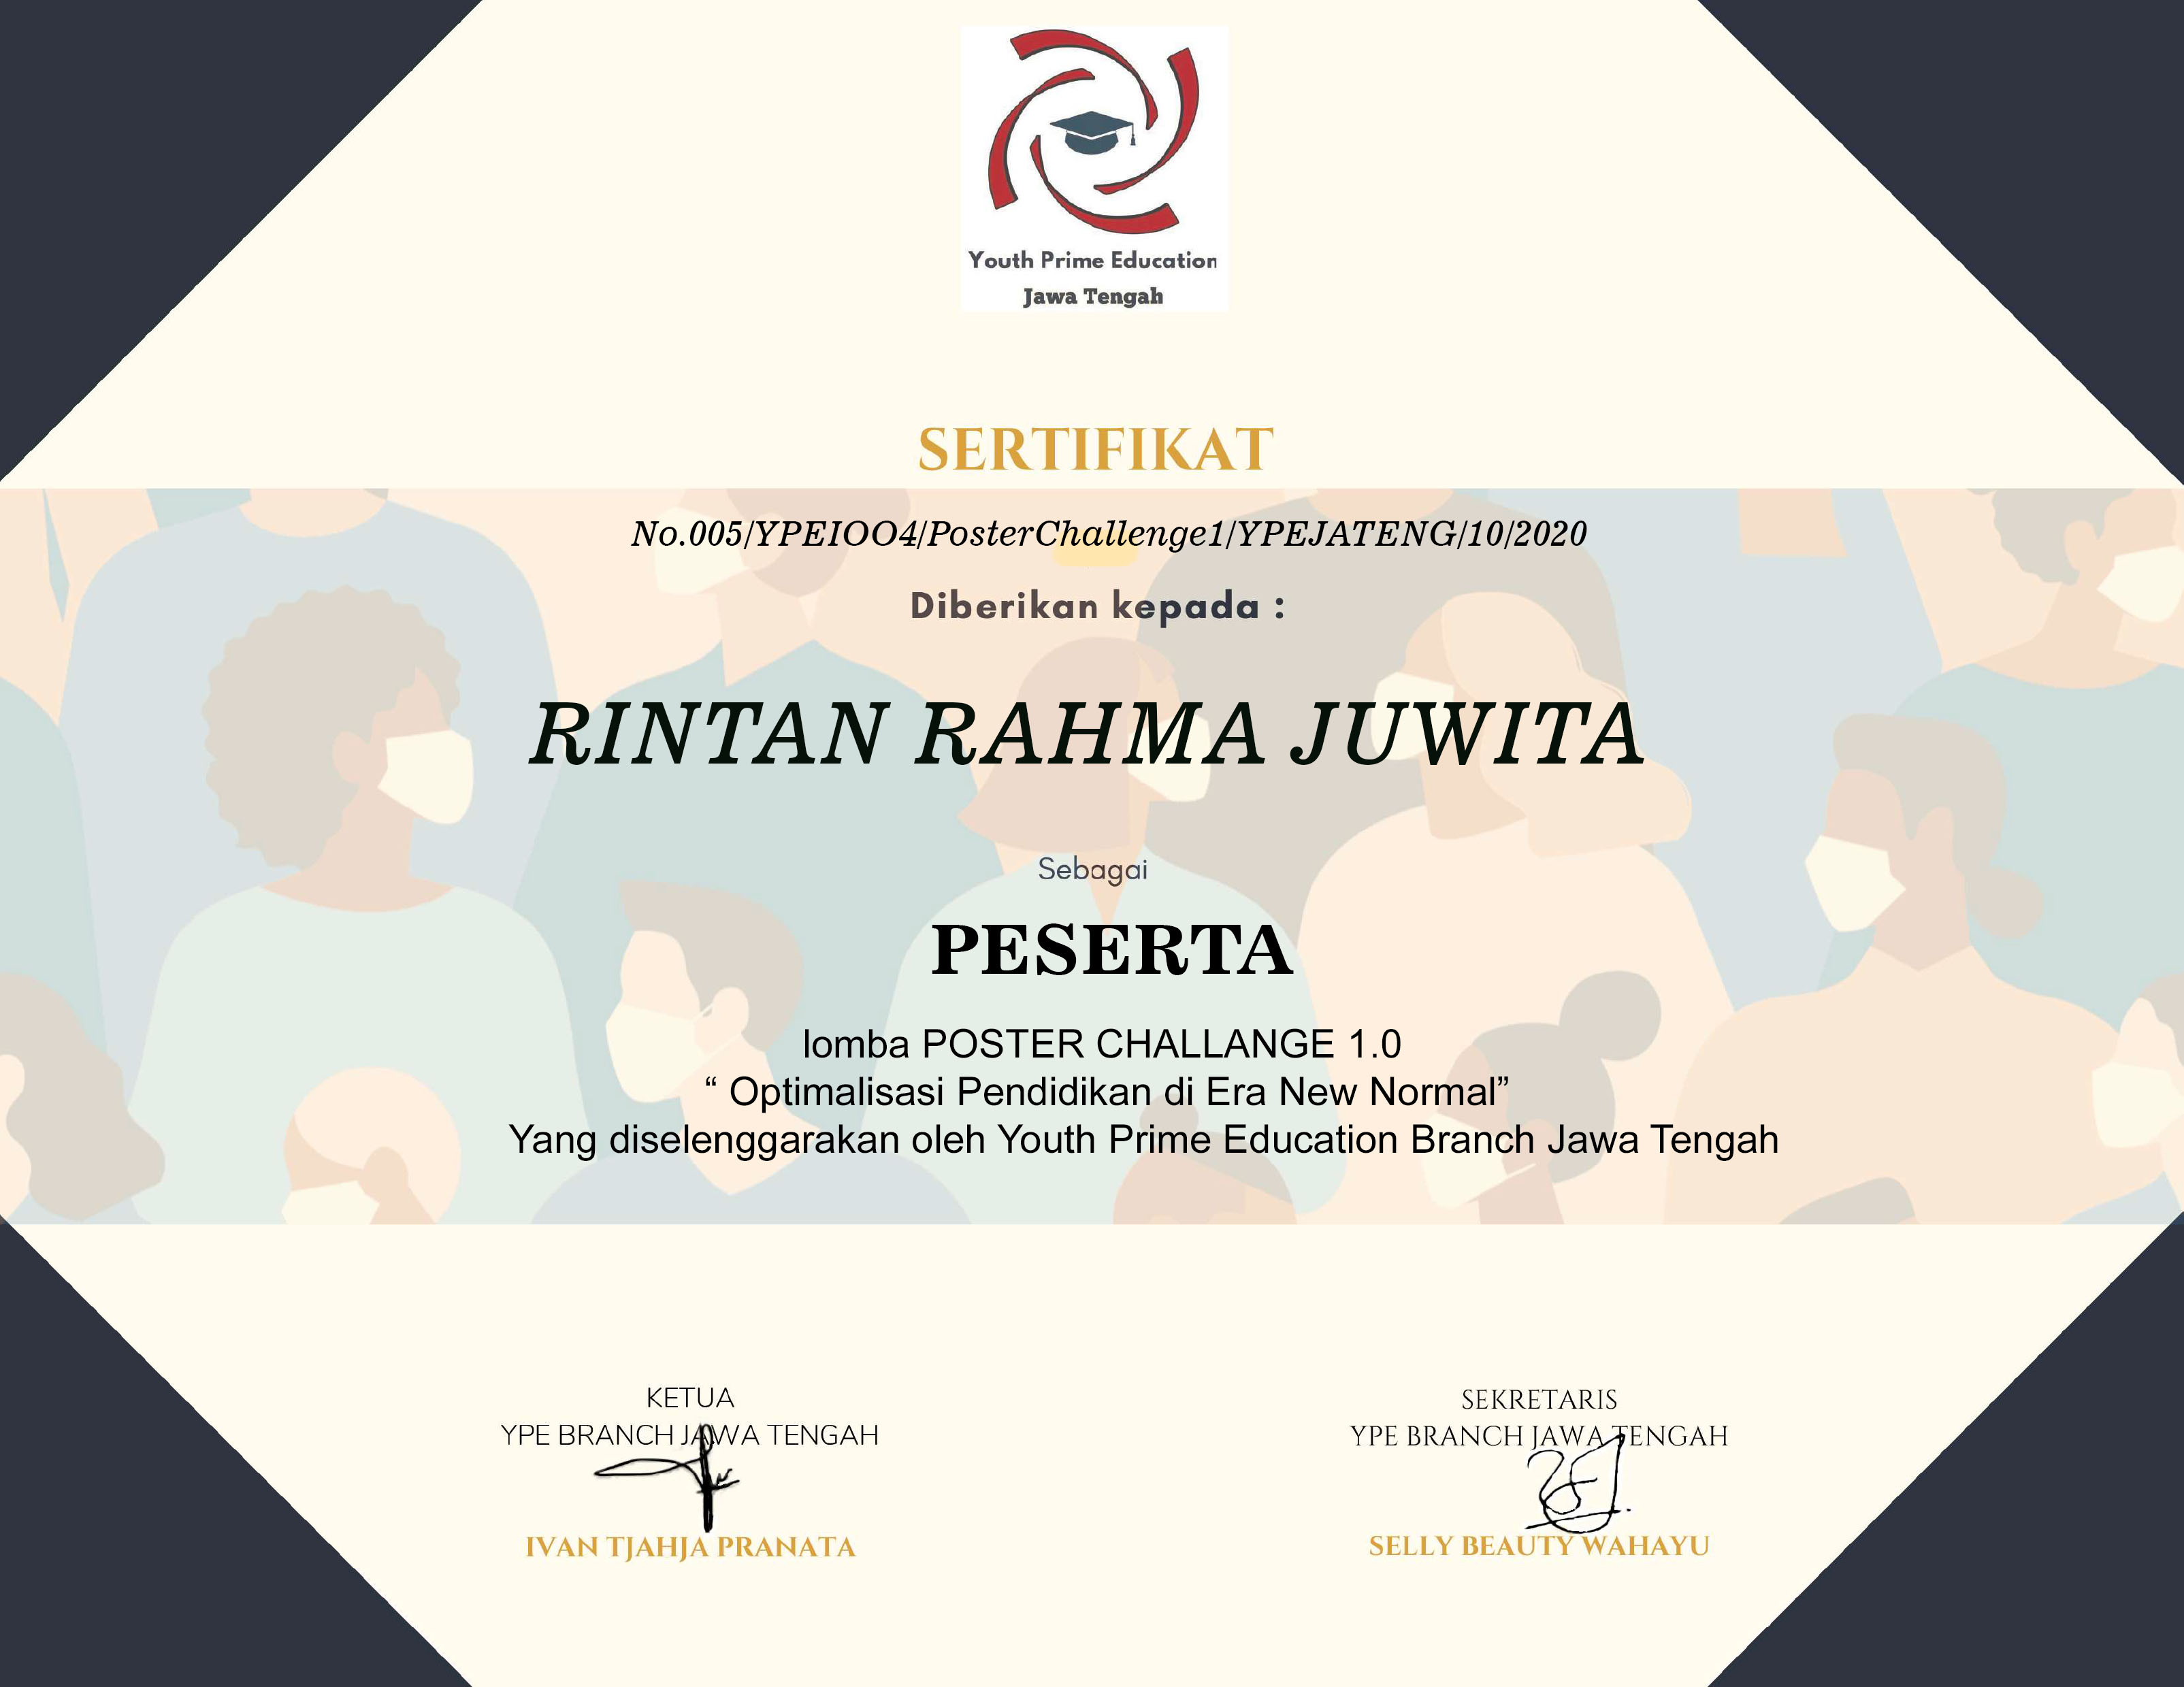 Youth Prime Education
Jawa Tengah
SERTIFIKAT
No.005/YPEIOO4/PosterChallenge1/YPEJATENG/10/2020
Diberikan kepada :
RINTAN RAHMA JUWITA
Sebagai
PESERTA
lomba POSTER CHALLANGE 1.0
“ Optimalisasi Pendidikan di Era New Normal”
Yang diselenggarakan oleh Youth Prime Education Branch Jawa Tengah
KETUA
YPE BRANCH JAWA TENGAH
IVAN TJAHJA PRANATA
SEKRETARIS
YPE BRANCH JAWA TENGAH
SELLY BEAUTY WAHAYU